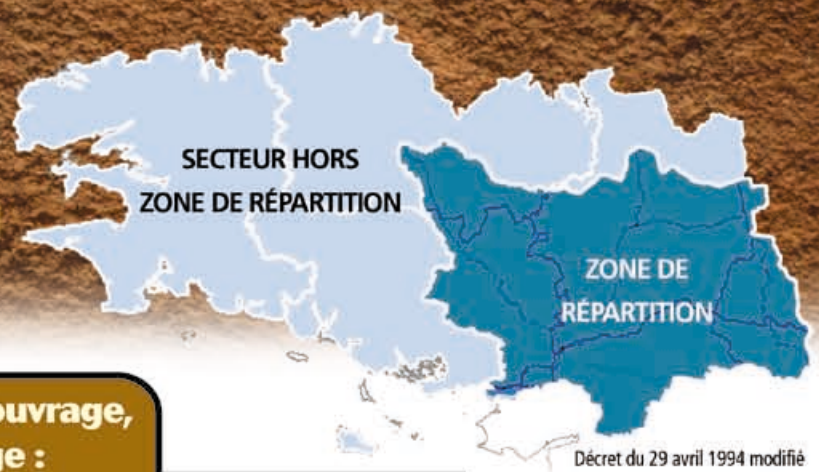 SECTEUR HORS
ZONE DE RÉPARTITION
ZONE DE
RÉPARTITION
ouvrage,
ge :
Décret du 29 avril 1994 modifié